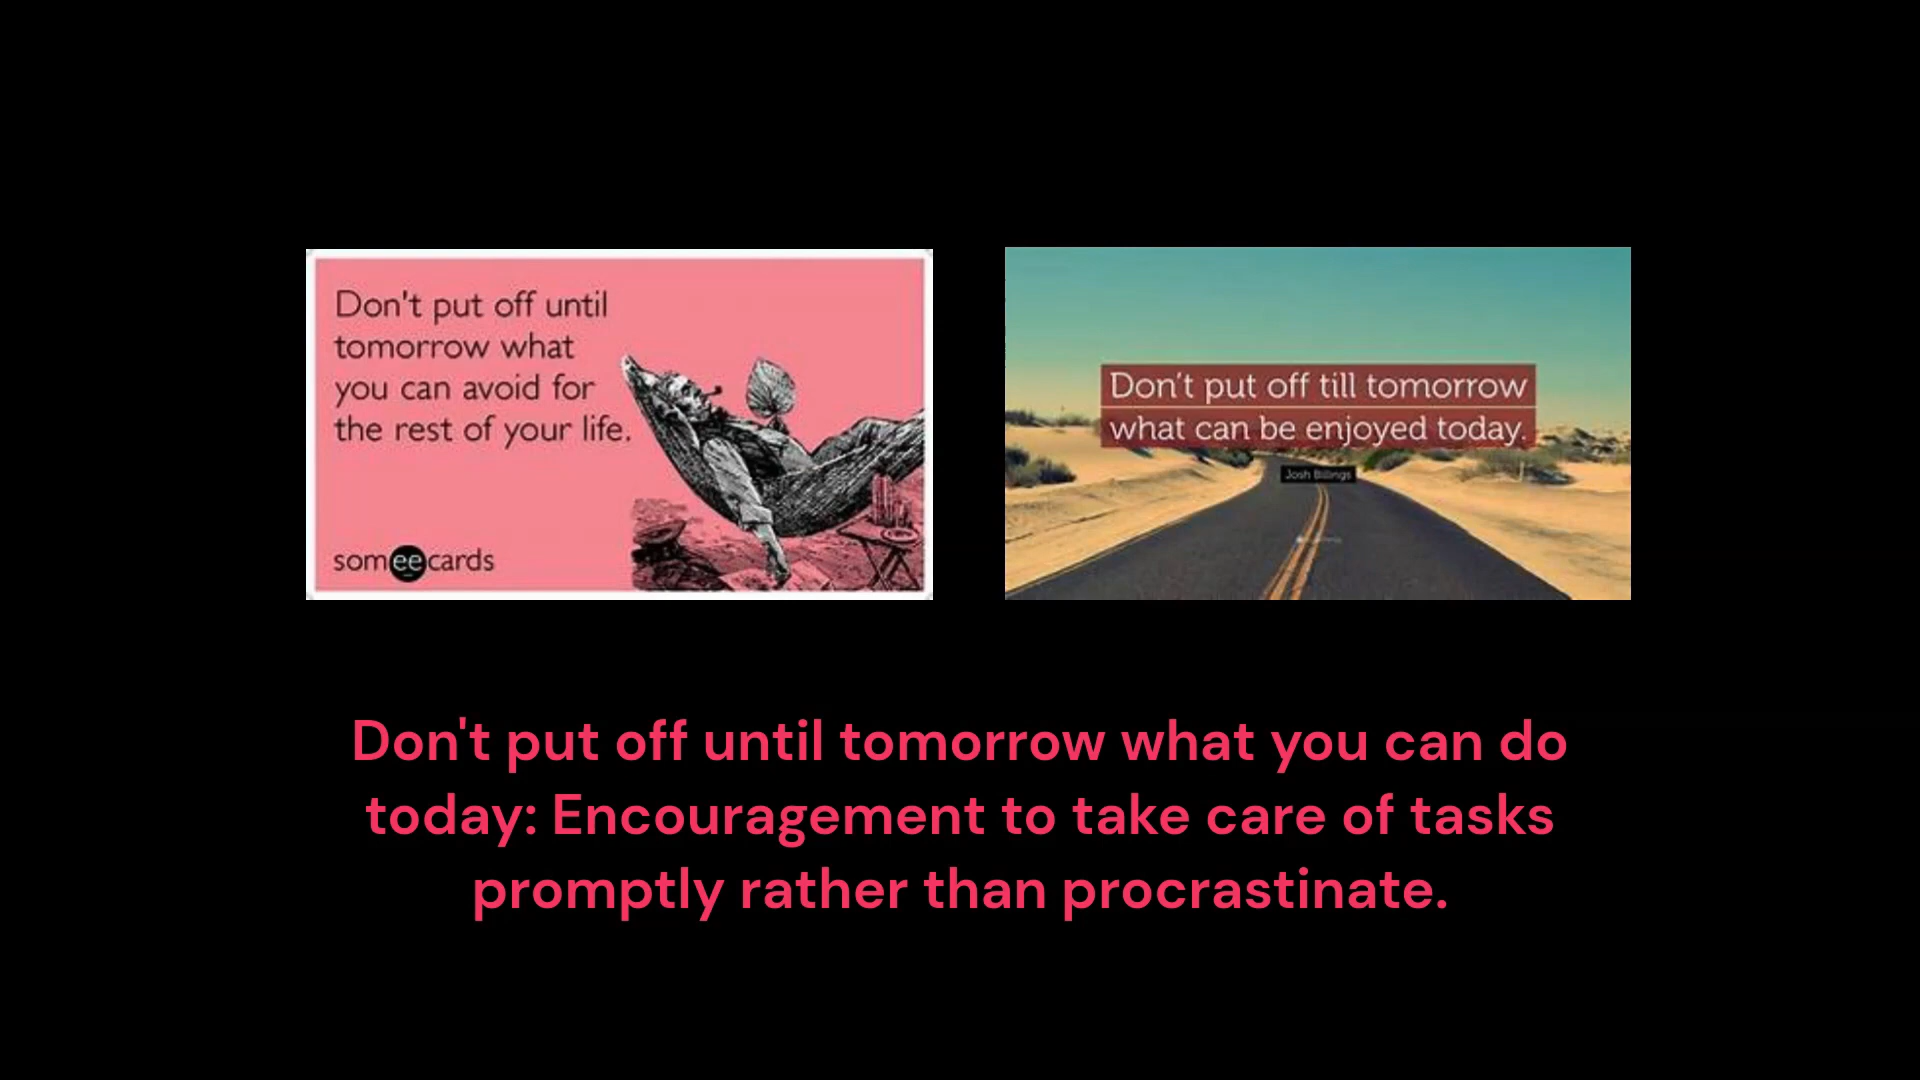 Don't put off until
tomorrow what
you can avoid for
the rest of your life.
someecards
Don't put off till tomorrow
what can be enjoyed today.
Josh Billings
Don't put off until tomorrow what you can do
today: Encouragement to take care of tasks
promptly rather than procrastinate.